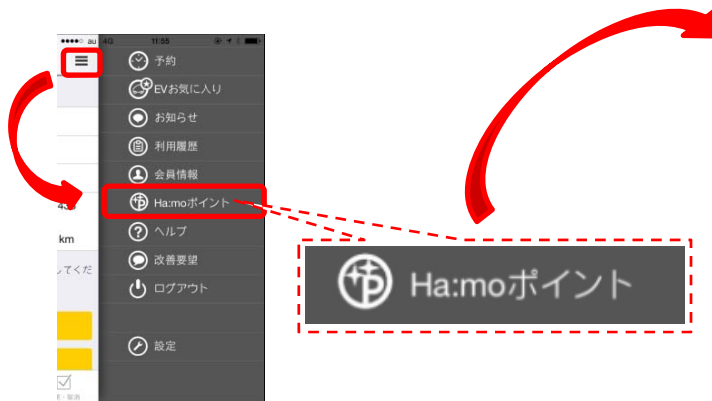 au 4G 11:55
予約
EVお気に入り
お知らせ
利用履歴
会員情報
Ha:moポイント
km
ヘルプ
してくだ
改善要望
ログアウト
設定
Ha:moポイント